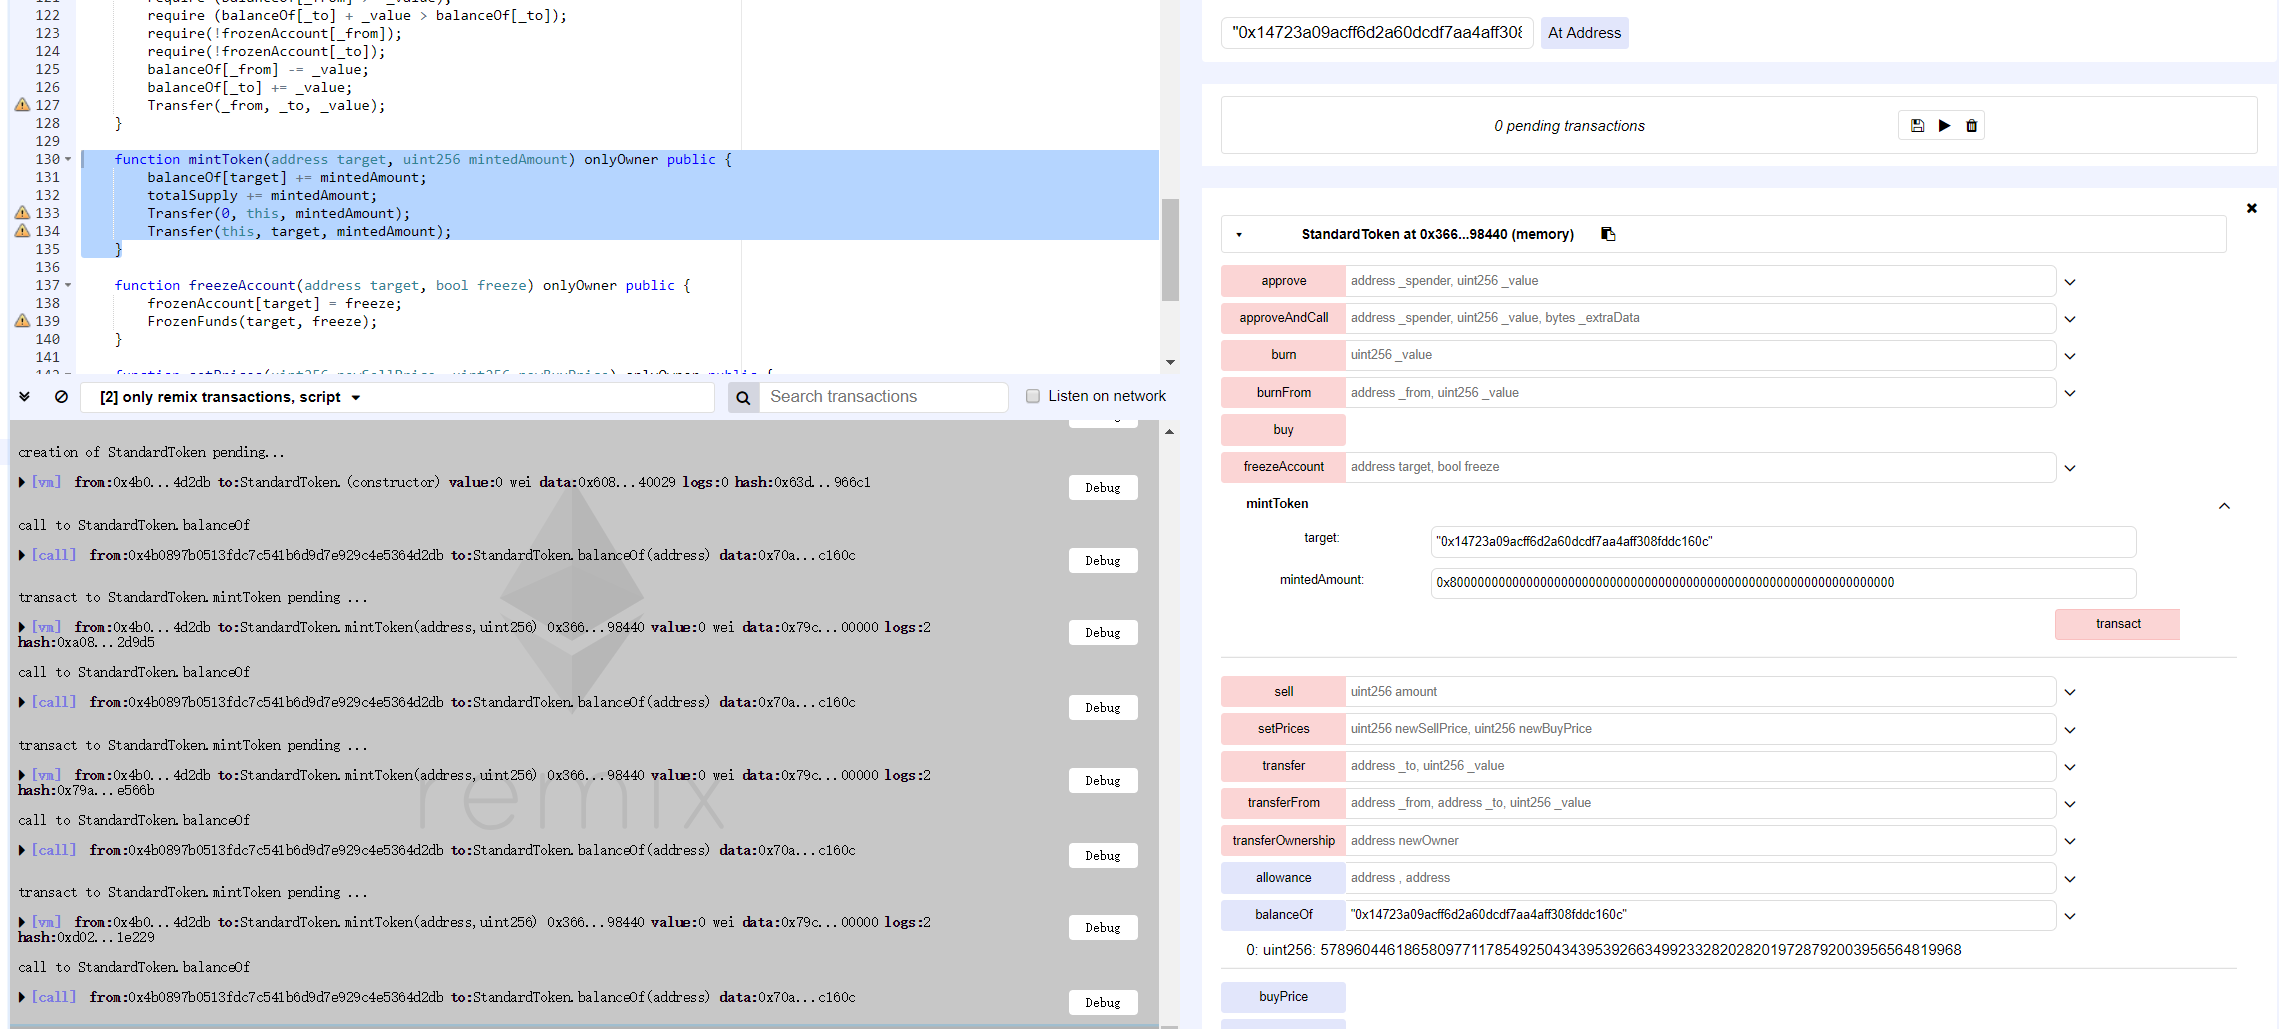 121 require (balanceOf[_from] > _value);
122 require (balanceOf[_to] + _value > balanceOf[_to]);
123 require(!frozenAccount[_from]);
124 require(!frozenAccount[_to]);
125 balanceOf[_from] -= _value;
126 balanceOf[_to] += _value;
127 Transfer(_from, _to, _value);
128 }
129
130 function mintToken(address target, uint256 mintedAmount) onlyOwner public {
131 balanceOf[target] += mintedAmount;
132 totalSupply += mintedAmount;
133 Transfer(0, this, mintedAmount);
134 Transfer(this, target, mintedAmount);
135 }
136
137 function freezeAccount(address target, bool freeze) onlyOwner public {
138 frozenAccount[target] = freeze;
139 FrozenFunds(target, freeze);
140 }
141
142 function setPrices(uint256 newSellPrice, uint256 newBuyPrice) onlyOwner public {
[2] only remix transactions, script
Search transactions
Listen on network
creation of StandardToken pending...
[vm] from:0x4b0...4d2db to:StandardToken.(constructor) value:0 wei data:0x608...40029 logs:0 hash:0x63d...966c1
Debug
call to StandardToken.balanceOf
[call] from:0x4b0897b0513fdc7c541b6d9d7e929c4e5364d2db to:StandardToken.balanceOf(address) data:0x70a...c160c
Debug
transact to StandardToken.mintToken pending ...
[vm] from:0x4b0...4d2db to:StandardToken.mintToken(address,uint256) 0x366...98440 value:0 wei data:0x79c...00000 logs:2
hash:0xa08...2d9d5
Debug
call to StandardToken.balanceOf
[call] from:0x4b0897b0513fdc7c541b6d9d7e929c4e5364d2db to:StandardToken.balanceOf(address) data:0x70a...c160c
Debug
transact to StandardToken.mintToken pending ...
[vm] from:0x4b0...4d2db to:StandardToken.mintToken(address,uint256) 0x366...98440 value:0 wei data:0x79c...00000 logs:2
hash:0x79a...e566b
Debug
remix
call to StandardToken.balanceOf
[call] from:0x4b0897b0513fdc7c541b6d9d7e929c4e5364d2db to:StandardToken.balanceOf(address) data:0x70a...c160c
Debug
transact to StandardToken.mintToken pending ...
[vm] from:0x4b0...4d2db to:StandardToken.mintToken(address,uint256) 0x366...98440 value:0 wei data:0x79c...00000 logs:2
hash:0xd02...1e229
Debug
call to StandardToken.balanceOf
[call] from:0x4b0897b0513fdc7c541b6d9d7e929c4e5364d2db to:StandardToken.balanceOf(address) data:0x70a...c160c
Debug
"0x14723a09acff6d2a60dcdf7aa4aff308 At Address
0 pending transactions
StandardToken at 0x366...98440 (memory)
approve address _spender, uint256 _value
approveAndCall address _spender, uint256 _value, bytes _extraData
burn uint256 _value
burnFrom address _from, uint256 _value
buy
freezeAccount address target, bool freeze
mintToken
target: "0x14723a09acff6d2a60dcdf7aa4aff308fddc160c"
mintedAmount: 0x8000000000000000000000000000000000000000000000000000000000000000
transact
sell uint256 amount
setPrices uint256 newSellPrice, uint256 newBuyPrice
transfer address _to, uint256 _value
transferFrom address _from, address _to, uint256 _value
transferOwnership address newOwner
allowance address , address
balanceOf "0x14723a09acff6d2a60dcdf7aa4aff308fddc160c"
0: uint256: 57896044618658097711785492504343953926634992332820282019728792003956564819968
buyPrice